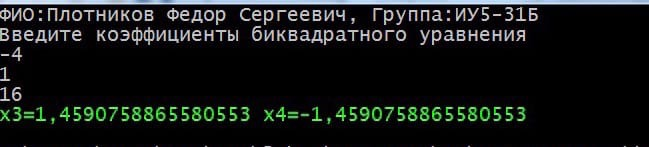 ФИО:Плотников Федор Сергеевич, Группа:ИУ5-31Б
Введите коэффициенты биквадратного уравнения
-4
1
16
x3=1,4590758865580553 x4=-1,4590758865580553